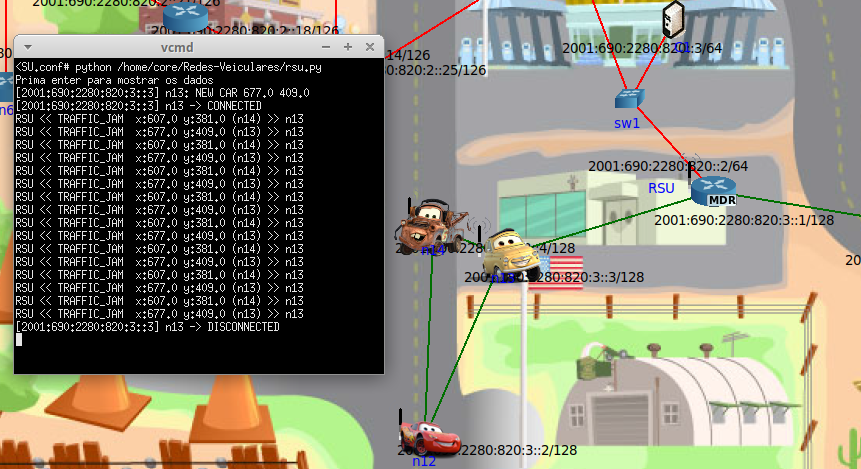 2001:690:2280:820:2::27/126
2001:690:2280:820:2::18/126
:14/126
80:820:2::25/126
n6
vcmd
<SU.conf# python /home/core/Redes-Veiculares/rsu.py
Prima enter para mostrar os dados
[2001:690:2280:820:3::3] n13: NEW CAR 677.0 409.0
[2001:690:2280:820:3::3] n13 -> CONNECTED
RSU << TRAFFIC_JAM  x:607.0 y:381.0 (n14) >> n13
RSU << TRAFFIC_JAM  x:677.0 y:409.0 (n13) >> n13
RSU << TRAFFIC_JAM  x:607.0 y:381.0 (n14) >> n13
RSU << TRAFFIC_JAM  x:677.0 y:409.0 (n13) >> n13
RSU << TRAFFIC_JAM  x:607.0 y:381.0 (n14) >> n13
RSU << TRAFFIC_JAM  x:677.0 y:409.0 (n13) >> n13
RSU << TRAFFIC_JAM  x:607.0 y:381.0 (n14) >> n13
RSU << TRAFFIC_JAM  x:677.0 y:409.0 (n13) >> n13
RSU << TRAFFIC_JAM  x:607.0 y:381.0 (n14) >> n13
RSU << TRAFFIC_JAM  x:677.0 y:409.0 (n13) >> n13
RSU << TRAFFIC_JAM  x:607.0 y:381.0 (n14) >> n13
RSU << TRAFFIC_JAM  x:677.0 y:409.0 (n13) >> n13
RSU << TRAFFIC_JAM  x:607.0 y:381.0 (n14) >> n13
RSU << TRAFFIC_JAM  x:677.0 y:409.0 (n13) >> n13
RSU << TRAFFIC_JAM  x:607.0 y:381.0 (n14) >> n13
RSU << TRAFFIC_JAM  x:677.0 y:409.0 (n13) >> n13
[2001:690:2280:820:3::3] n13 -> DISCONNECTED
2001:690:2280:820::3/64
sw1
2001:690:2280:820::2/64
RSU
MDR
2001:690:2280:820:3::1/128
n14
:4/128
:2280:820:3::3/128
:2280:820:3::2/128
n12
20